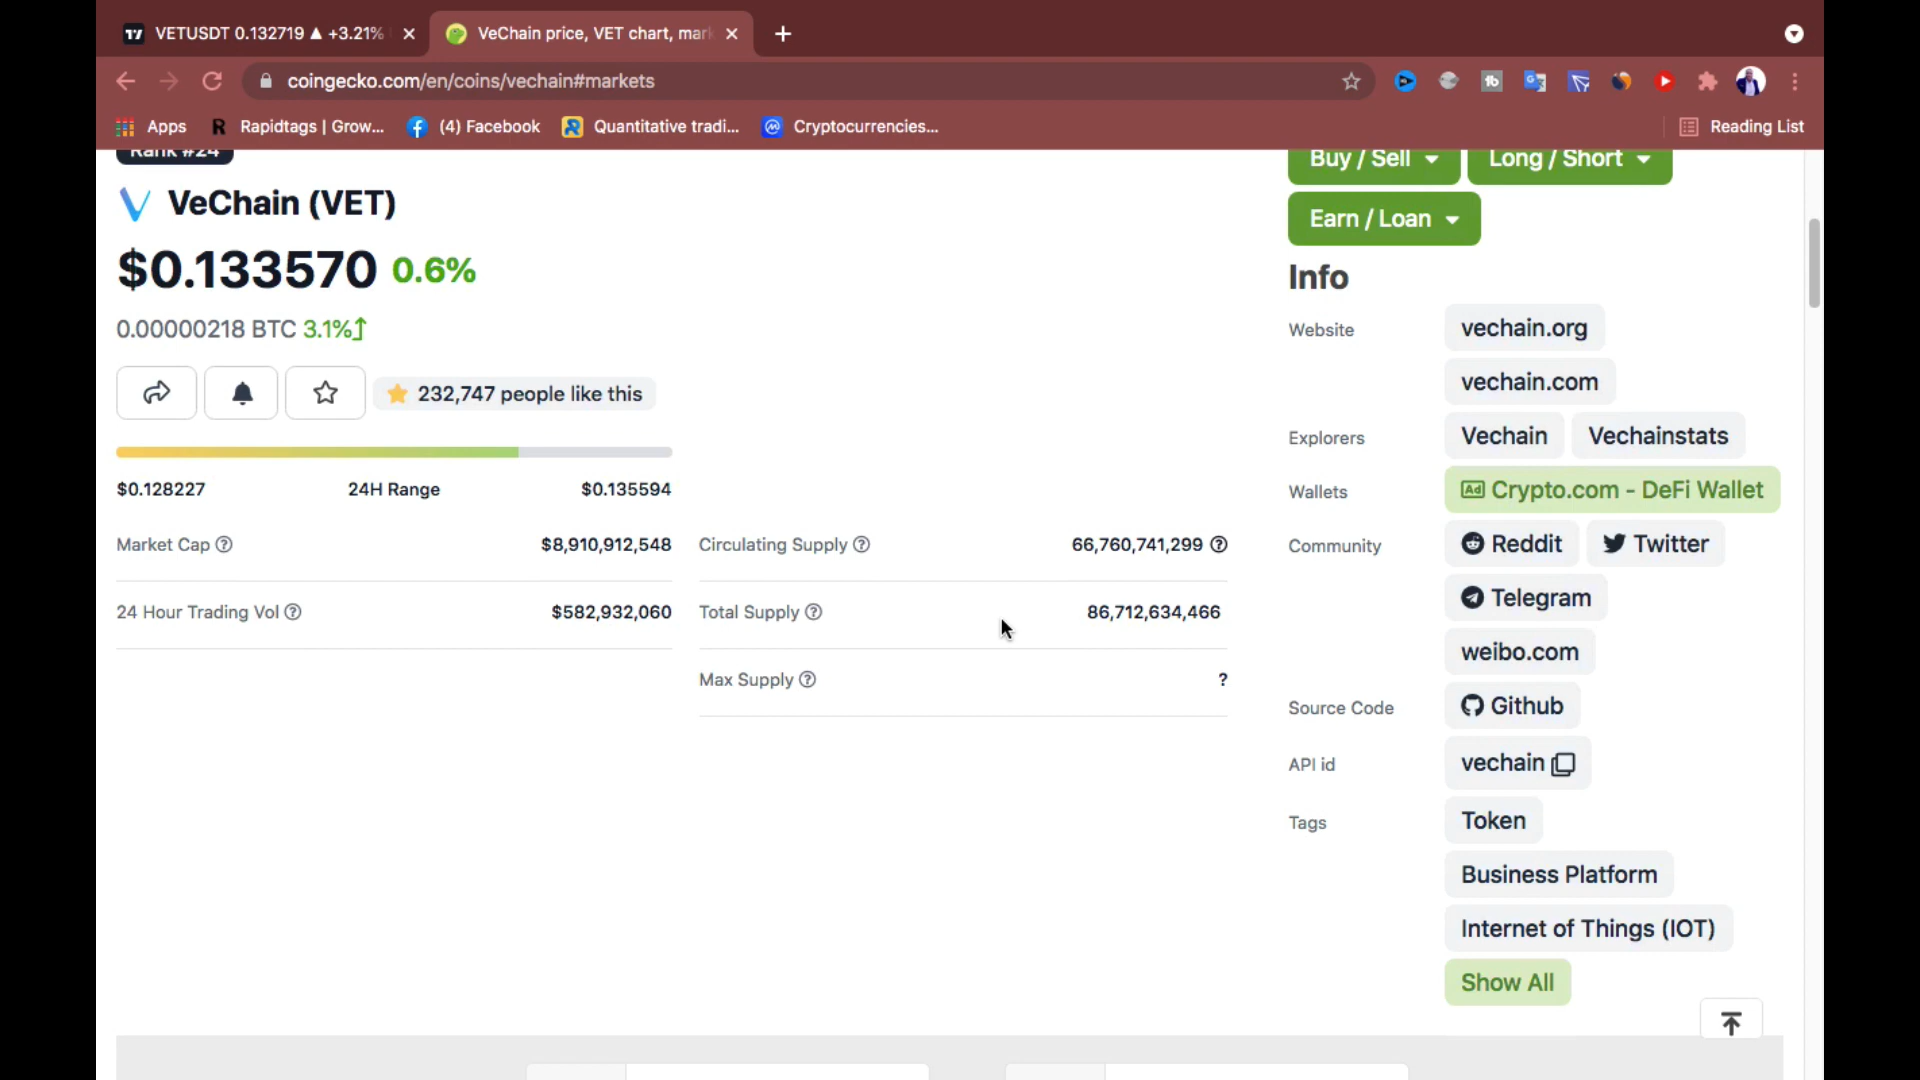 VETUSDT 0.132719 ▲ +3.21%
VeChain price, VET chart, mar
coingecko.com/en/coins/vechain#markets
Apps
Rapidtags | Grow...
(4) Facebook
Quantitative tradi...
Cryptocurrencies...
Reading List
Rank #24
VeChain (VET)
$0.133570 0.6%
0.00000218 BTC 3.1%
232,747 people like this
$0.128227 24H Range $0.135594
Market Cap $8,910,912,548
24 Hour Trading Vol $582,932,060
Circulating Supply 66,760,741,299
Total Supply 86,712,634,466
Max Supply ?
Buy / Sell Long / Short
Earn / Loan
Info
Website vechain.org
vechain.com
Explorers Vechain Vechainstats
Wallets Ad Crypto.com - DeFi Wallet
Community Reddit Twitter
Telegram
weibo.com
Source Code Github
API id vechain
Tags Token
Business Platform
Internet of Things (IOT)
Show All